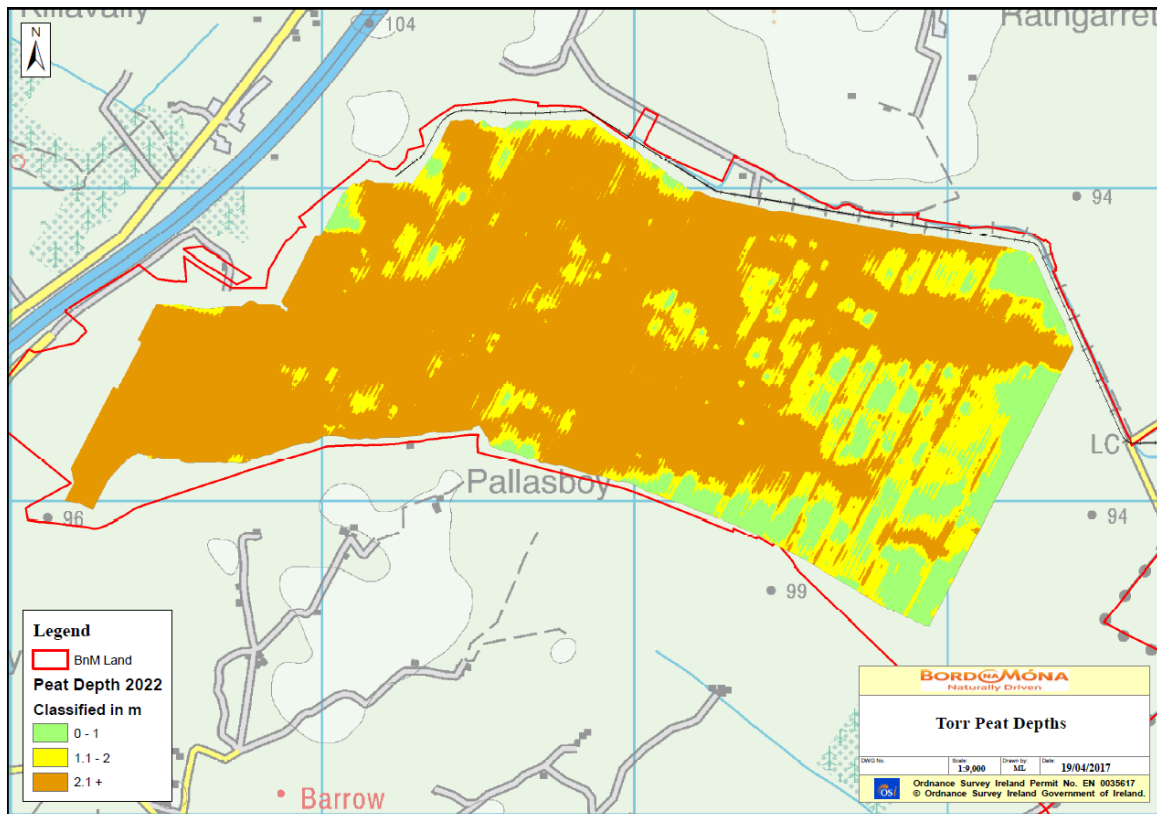 Killavally
104
Rathgarret
N
94
LC
Pallasboy
96
94
99
Legend
BnM Land
Peat Depth 2022
Classified in m
0 - 1
1.1 - 2
2.1 +
Barrow
BORD NA MÓNA
Naturally Driven
Torr Peat Depths
DWG No.
Scale:
1:9,000
Drawn by:
ML
Date:
19/04/2017
OSi
Ordnance Survey Ireland Permit No. EN 0035617
© Ordnance Survey Ireland Government of Ireland.